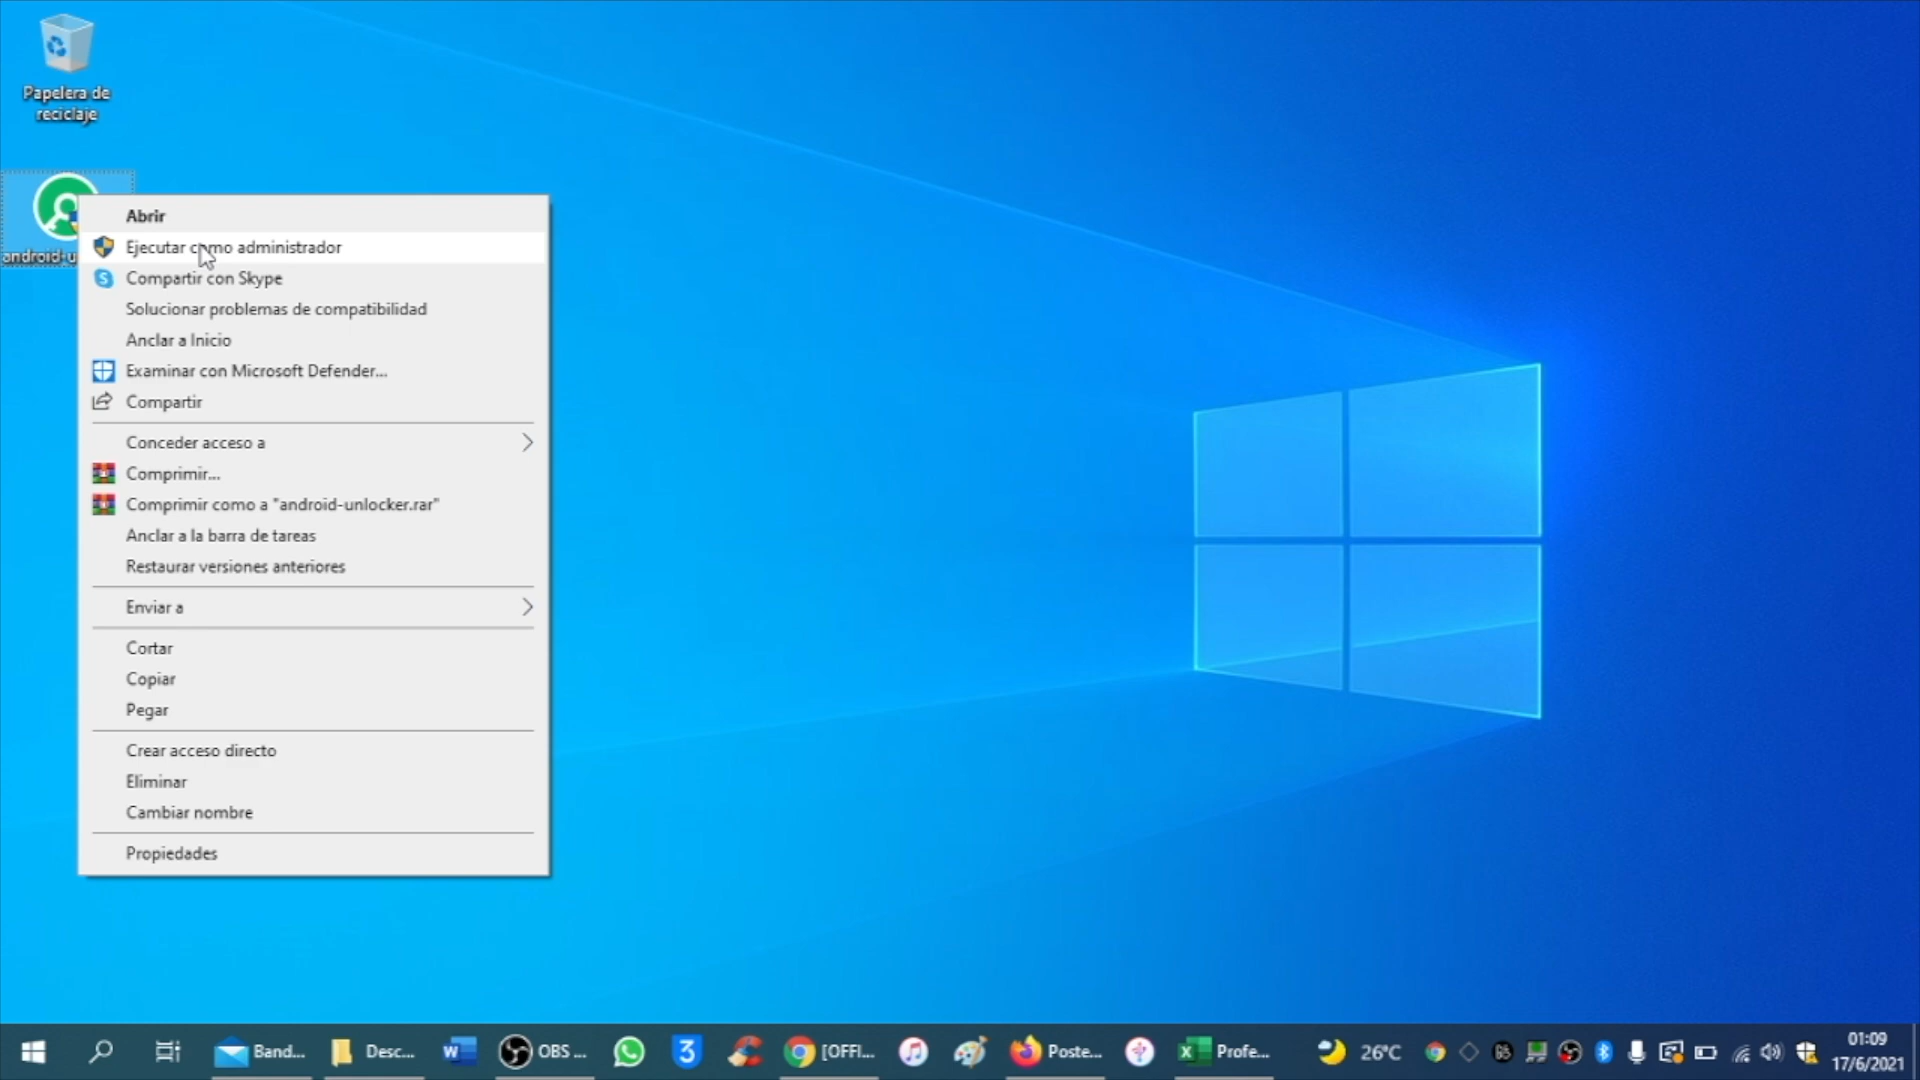 Papelera de
reciclaje
android-u
Abrir
Ejecutar como administrador
Compartir con Skype
Solucionar problemas de compatibilidad
Anclar a Inicio
Examinar con Microsoft Defender...
Compartir
Conceder acceso a
Comprimir...
Comprimir como a "android-unlocker.rar"
Anclar a la barra de tareas
Restaurar versiones anteriores
Enviar a
Cortar
Copiar
Pegar
Crear acceso directo
Eliminar
Cambiar nombre
Propiedades
Band... Desc... OBS ... [OFFI... Poste... Profe... 26°C
01:09
17/6/2021